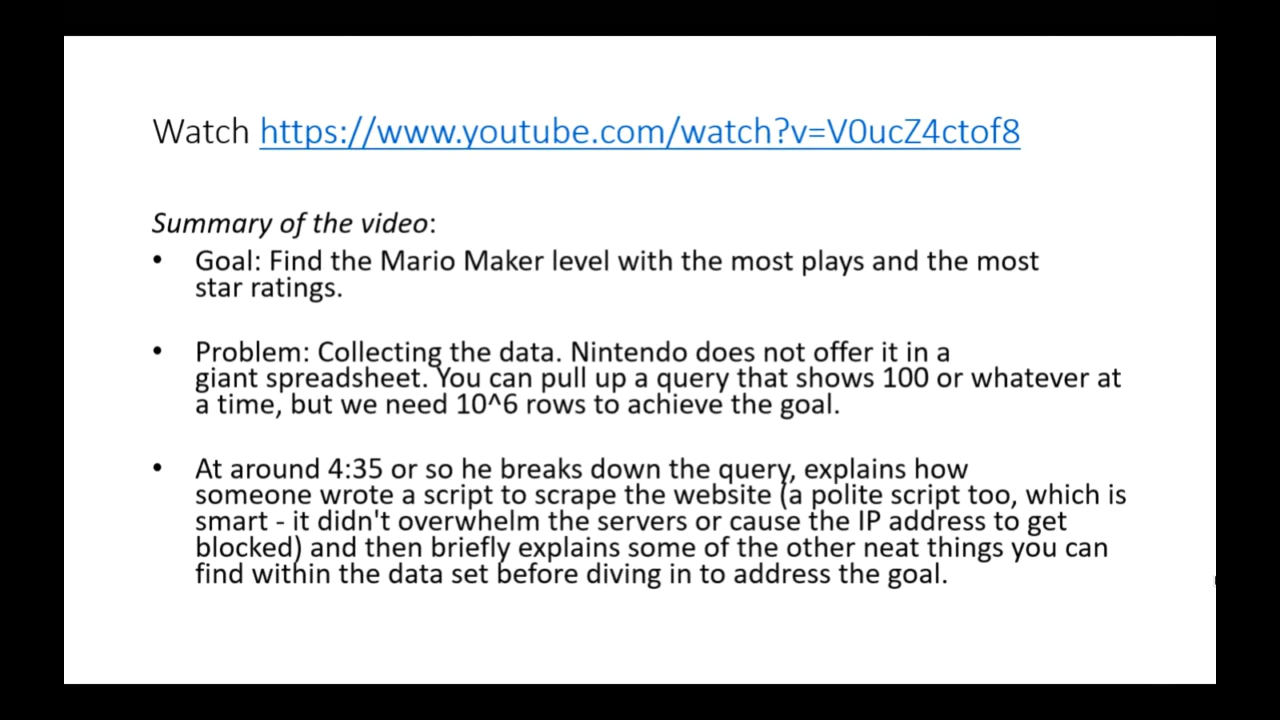 Watch https://www.youtube.com/watch?v=V0ucZ4ctof8
Summary of the video:
• Goal: Find the Mario Maker level with the most plays and the most
star ratings.
• Problem: Collecting the data. Nintendo does not offer it in a
giant spreadsheet. You can pull up a query that shows 100 or whatever at
a time, but we need 10^6 rows to achieve the goal.
• At around 4:35 or so he breaks down the query, explains how
someone wrote a script to scrape the website (a polite script too, which is
smart - it didn't overwhelm the servers or cause the IP address to get
blocked) and then briefly explains some of the other neat things you can
find within the data set before diving in to address the goal.